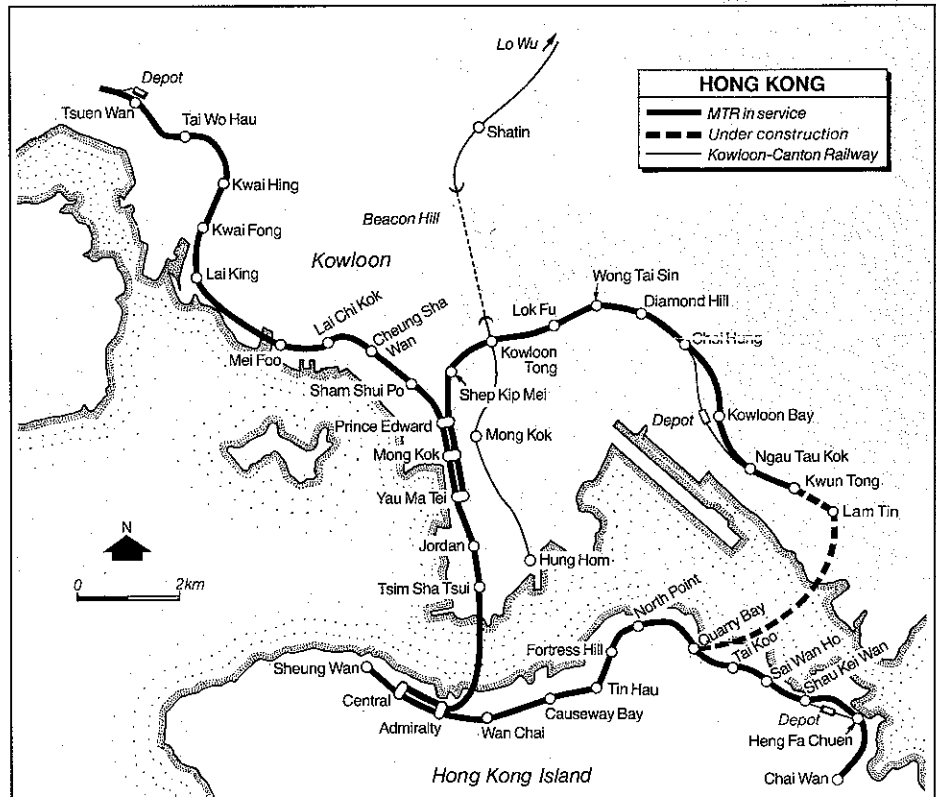 Lo Wu
HONG KONG
MTR in service
Under construction
Kowloon-Canton Railway
Depot
Tsuen Wan
Tai Wo Hau
Shatin
Kwai Hing
Beacon Hill
Kwai Fong
Kowloon
Lai King
Wong Tai Sin
Lok Fu
Diamond Hill
Lai Chi Kok
Cheung Sha
Wan
Choi Hung
Mei Foo
Kowloon
Tong
Sham Shui Po
Shep Kip Mei
Prince Edward
Depot
Kowloon Bay
Mong Kok
Mong Kok
Ngau Tau Kok
Yau Ma Tei
Kwun Tong
Lam Tin
N
Jordan
Hung Hom
0 2km
Tsim Sha Tsui
North Point
Quarry Bay
Fortress Hill
Tai Koo
Sai Wan Ho
Shau Kei Wan
Sheung Wan
Tin Hau
Central
Causeway Bay
Depot
Admiralty
Wan Chai
Heng Fa Chuen
Hong Kong Island
Chai Wan